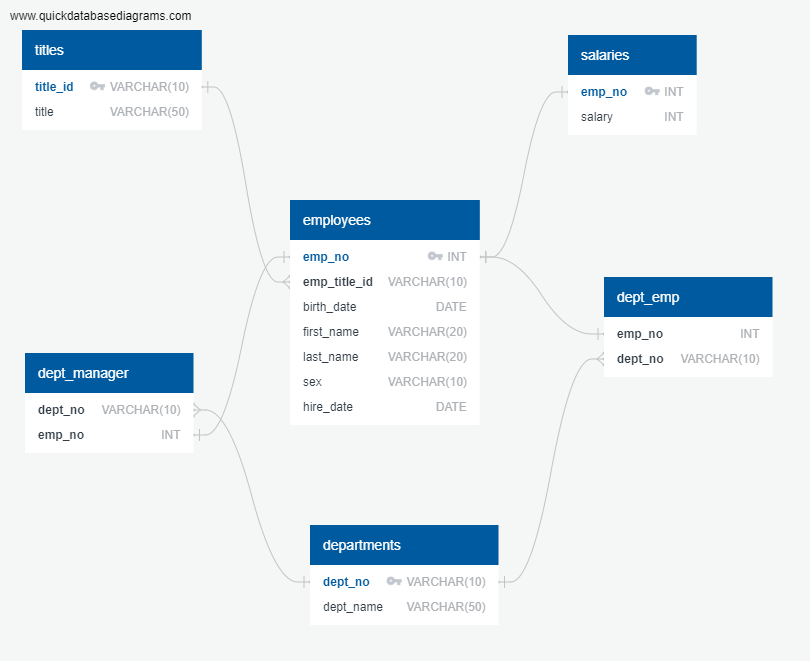 www.quickdatabasediagrams.com
titles
title_id VARCHAR(10)
title VARCHAR(50)
salaries
emp_no INT
salary INT
employees
emp_no INT
emp_title_id VARCHAR(10)
birth_date DATE
first_name VARCHAR(20)
last_name VARCHAR(20)
sex VARCHAR(10)
hire_date DATE
dept_emp
emp_no INT
dept_no VARCHAR(10)
dept_manager
dept_no VARCHAR(10)
emp_no INT
departments
dept_no VARCHAR(10)
dept_name VARCHAR(50)